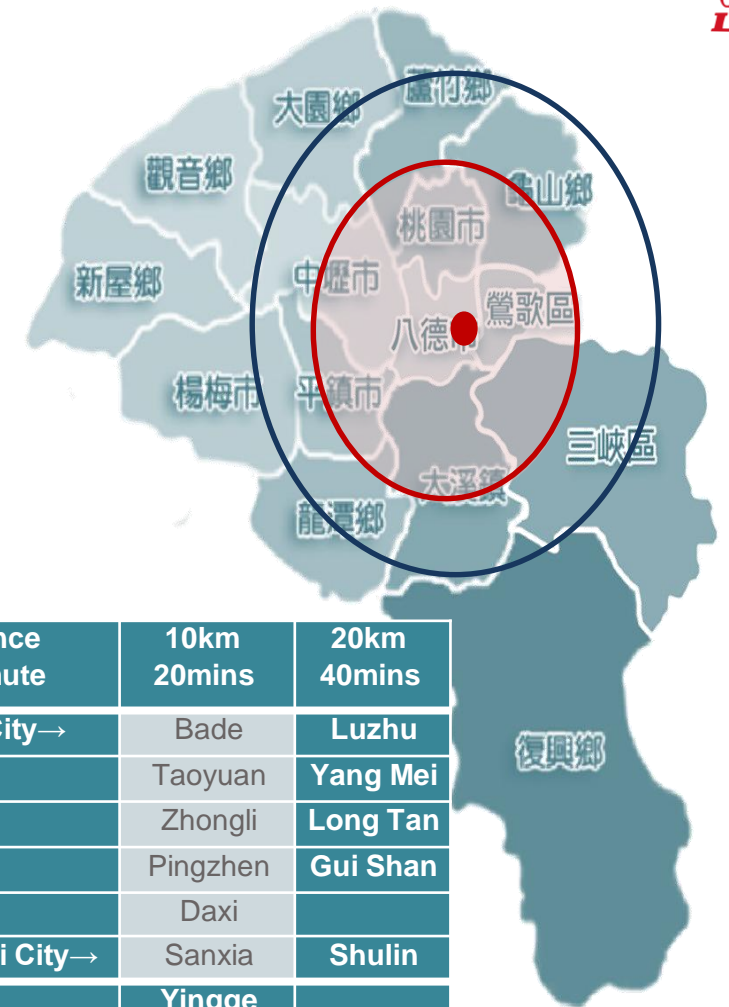 蘆竹鄉
大園鄉
觀音鄉
龜山鄉
桃園市
新屋鄉
中壢市
鶯歌區
八德市
楊梅市
平鎮市
三峽區
大溪鎮
龍潭鄉
復興鄉
10km 20km
20mins 40mins
City→ Bade Luzhu
Taoyuan Yang Mei
Zhongli Long Tan
Pingzhen Gui Shan
Daxi
City→ Sanxia Shulin
Yingge